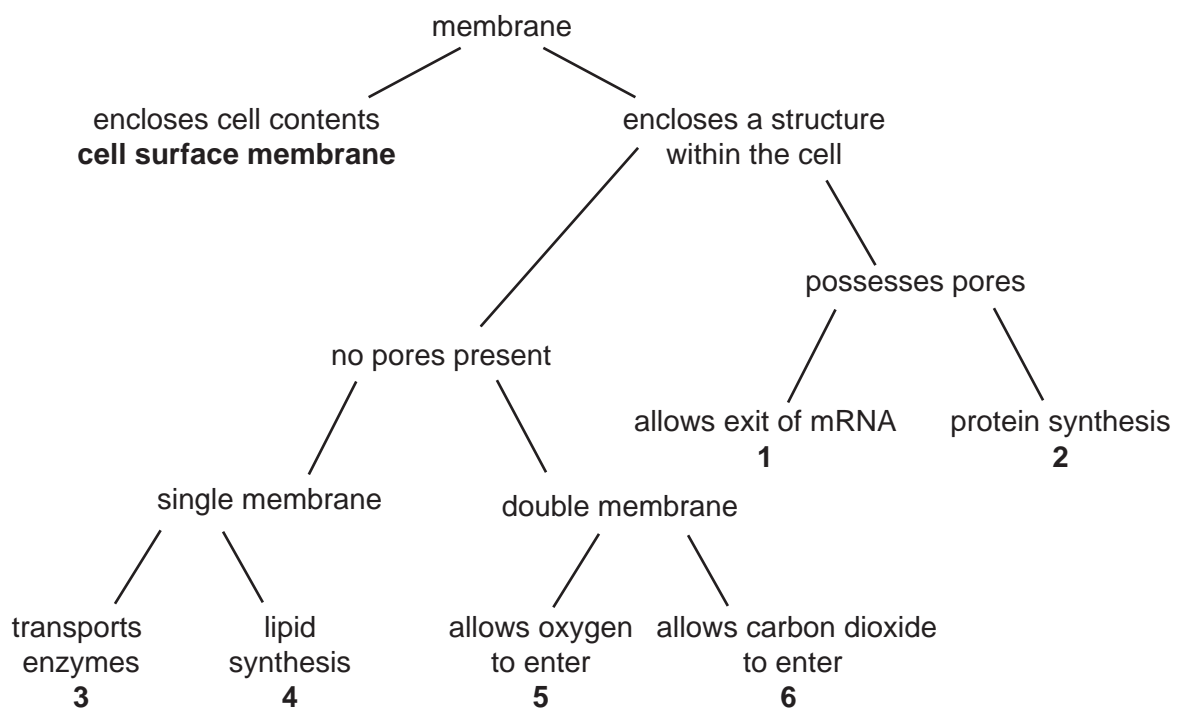 membrane
encloses cell contents
cell surface membrane
encloses a structure
within the cell
possesses pores
no pores present
allows exit of mRNA
1
protein synthesis
2
single membrane
double membrane
transports
enzymes
3
lipid
synthesis
4
allows oxygen
to enter
5
allows carbon dioxide
to enter
6